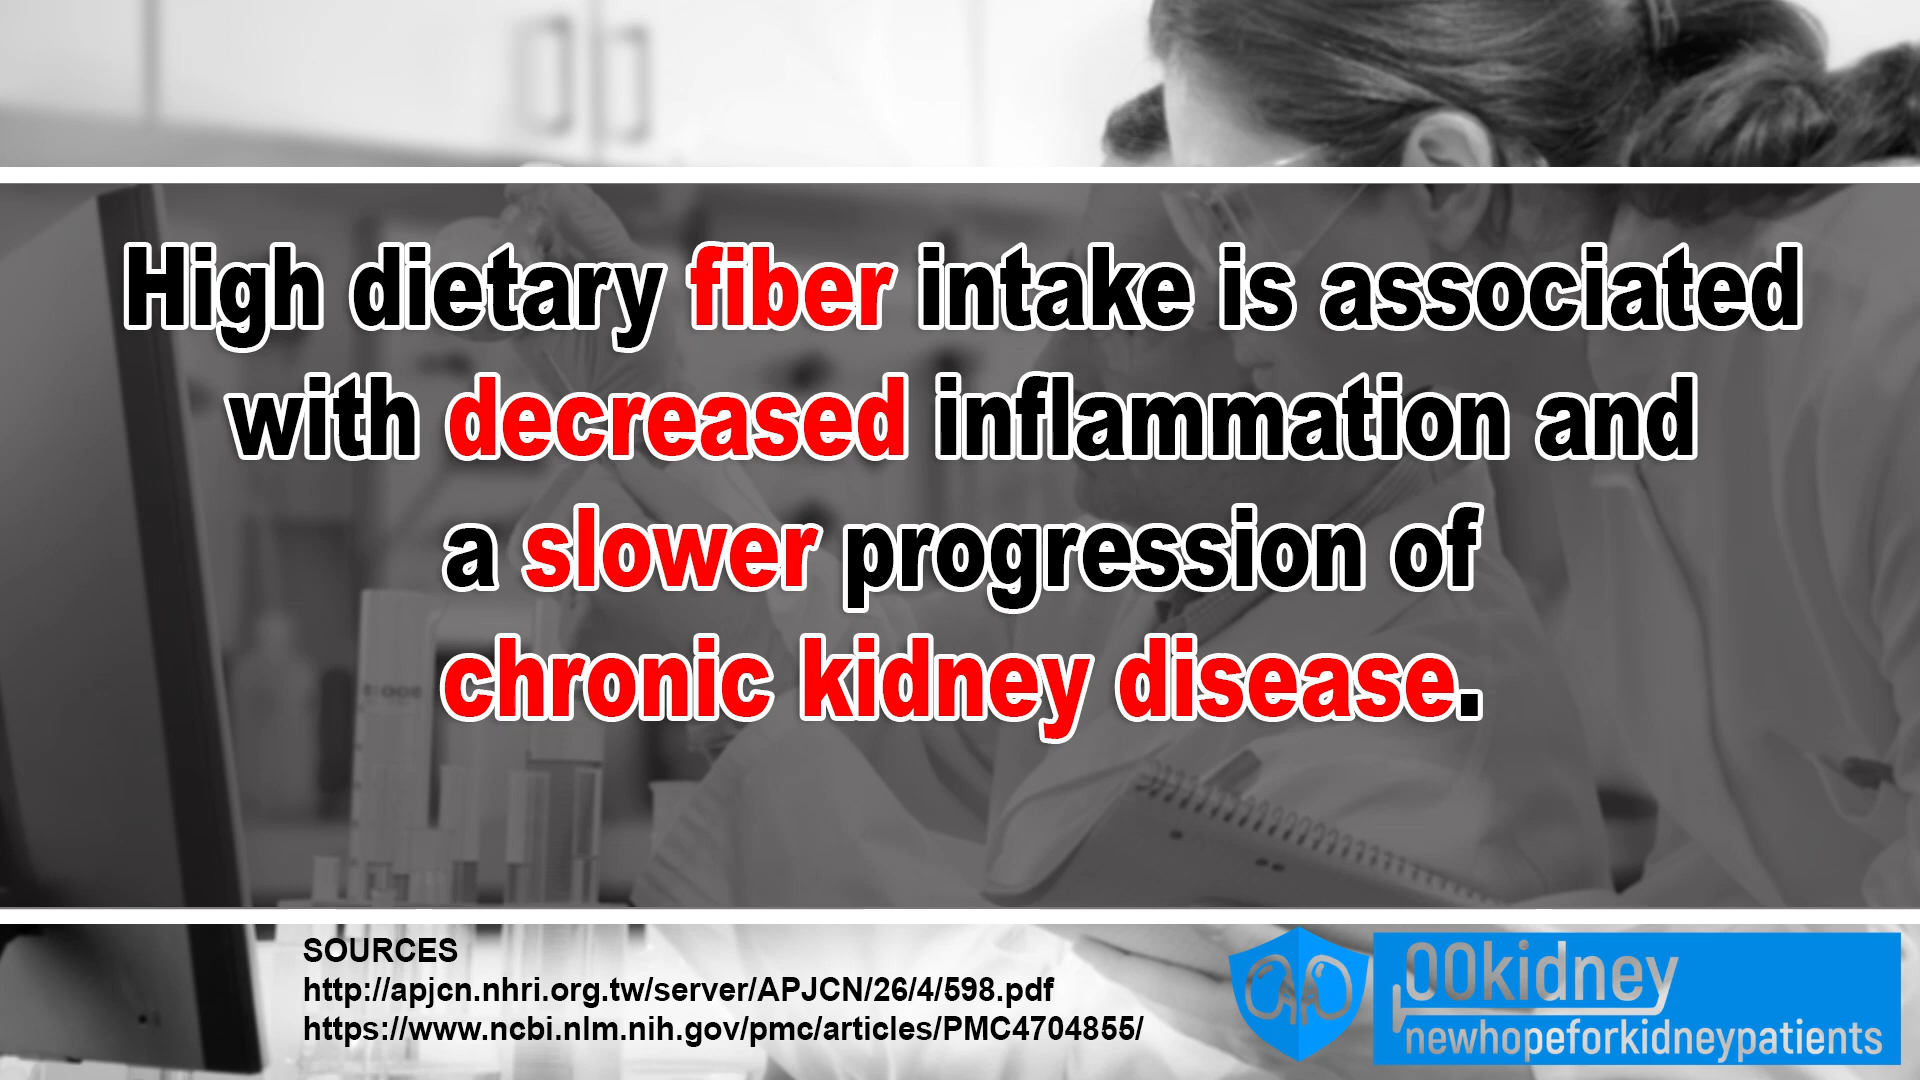 High dietary fiber intake is associated
with decreased inflammation and
a slower progression of
chronic kidney disease.
SOURCES
http://apjcn.nhri.org.tw/server/APJCN/26/4/598.pdf
https://www.ncbi.nlm.nih.gov/pmc/articles/PMC4704855/
00kidney
newhopeforkidneypatients